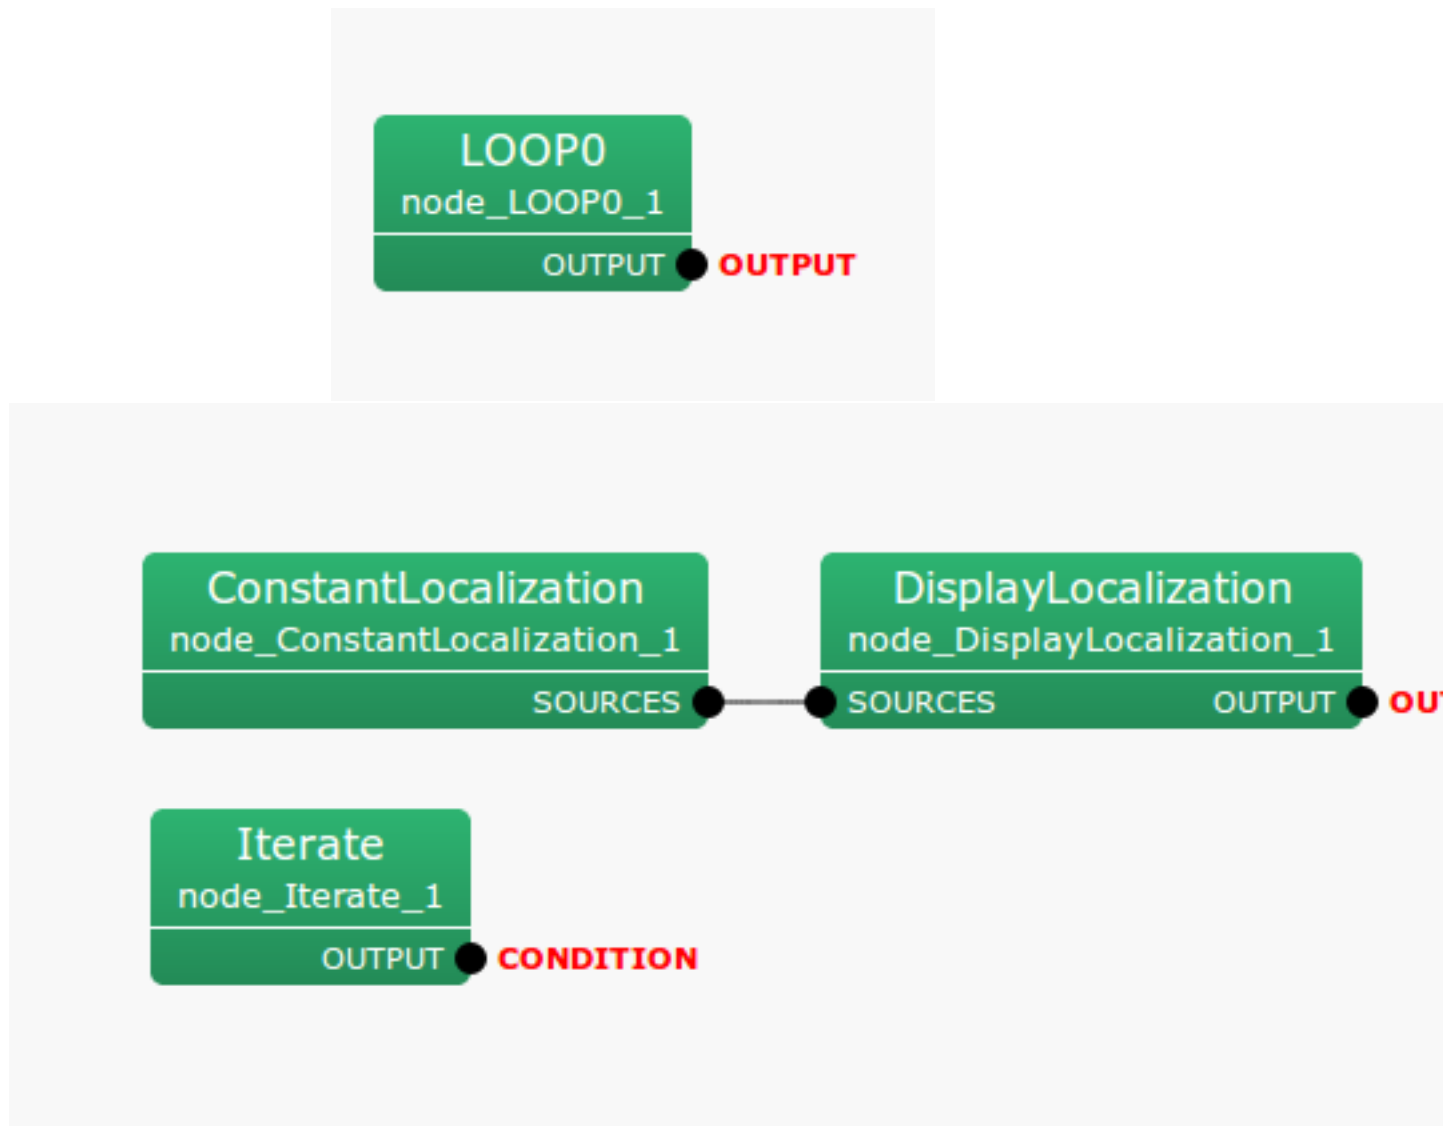 LOOP0
node_LOOP0_1
OUTPUT OUTPUT
ConstantLocalization
node_ConstantLocalization_1
SOURCES
DisplayLocalization
node_DisplayLocalization_1
SOURCES OUTPUT
Iterate
node_Iterate_1
OUTPUT CONDITION